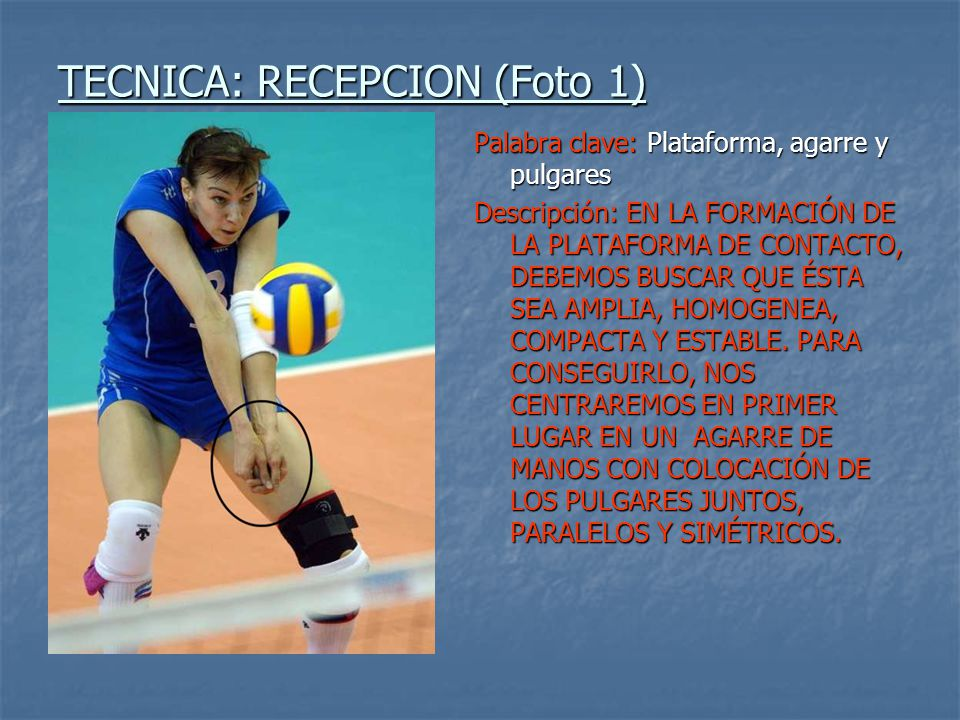 TECNICA: RECEPCION (Foto 1)
Palabra clave: Plataforma, agarre y
pulgares
Descripción: EN LA FORMACIÓN DE
LA PLATAFORMA DE CONTACTO,
DEBEMOS BUSCAR QUE ÉSTA
SEA AMPLIA, HOMOGENEA,
COMPACTA Y ESTABLE. PARA
CONSEGUIRLO, NOS
CENTRAREMOS EN PRIMER
LUGAR EN UN AGARRE DE
MANOS CON COLOCACIÓN DE
LOS PULGARES JUNTOS,
PARALELOS Y SIMÉTRICOS.